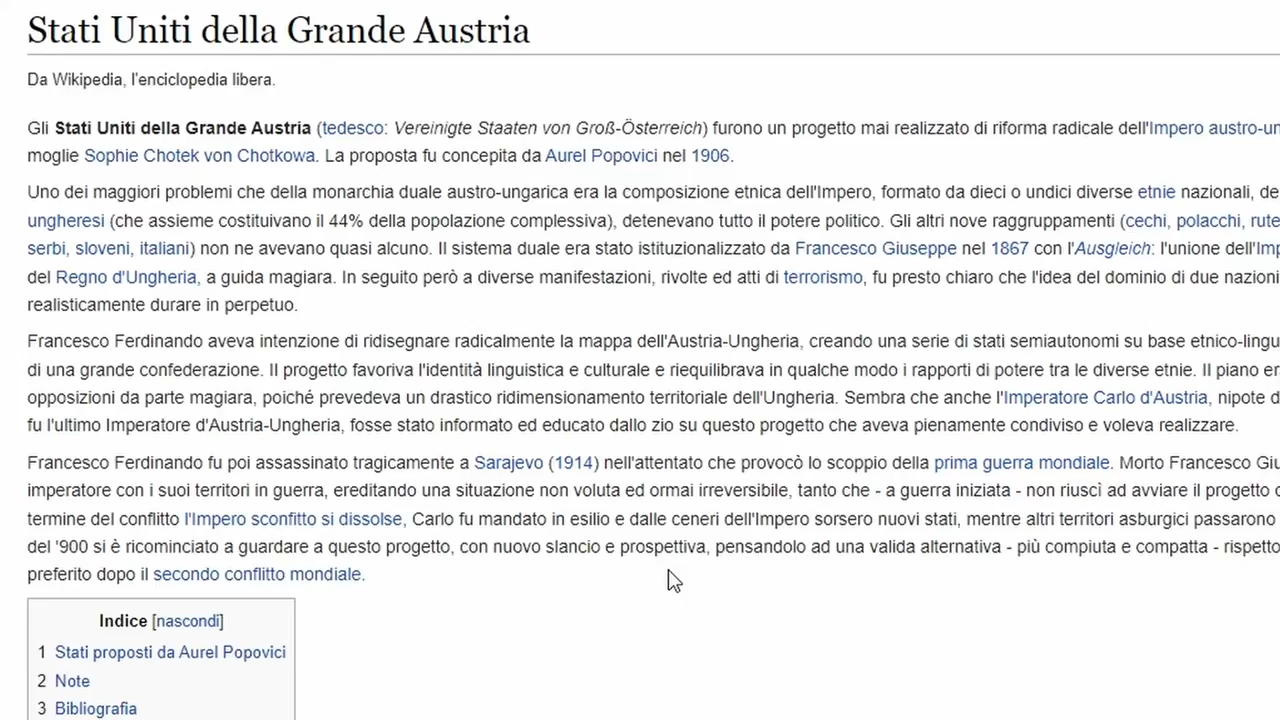 Stati Uniti della Grande Austria
Da Wikipedia, l'enciclopedia libera.
Gli Stati Uniti della Grande Austria (tedesco: Vereinigte Staaten von Groß-Österreich) furono un progetto mai realizzato di riforma radicale dell'Impero
moglie Sophie Chotek von Chotkowa. La proposta fu concepita da Aurel Popovici nel 1906.
Uno dei maggiori problemi che della monarchia duale austro-ungarica era la composizione etnica dell'Impero, formato da dieci o undici diverse etnie nazionali,
ungheresi (che assieme costituivano il 44% della popolazione complessiva), detenevano tutto il potere politico. Gli altri nove raggruppamenti (cechi, polacchi,
serbi, sloveni, italiani) non ne avevano quasi alcuno. Il sistema duale era stato istituzionalizzato da Francesco Giuseppe nel 1867 con l'Ausgleich: l'unione
del Regno d'Ungheria, a guida magiara. In seguito però a diverse manifestazioni, rivolte ed atti di terrorismo, fu presto chiaro che l'idea del dominio di due nazioni
realisticamente durare in perpetuo.
Francesco Ferdinando aveva intenzione di ridisegnare radicalmente la mappa dell'Austria-Ungheria, creando una serie di stati semiautonomi su base
di una grande confederazione. Il progetto favoriva l'identità linguistica e culturale e riequilibrava in qualche modo i rapporti di potere tra le diverse etnie. Il piano
opposizioni da parte magiara, poiché prevedeva un drastico ridimensionamento territoriale dell'Ungheria. Sembra che anche l'Imperatore Carlo d'Austria, nipote
fu l'ultimo Imperatore d'Austria-Ungheria, fosse stato informato ed educato dallo zio su questo progetto che aveva pienamente condiviso e voleva realizzare.
Francesco Ferdinando fu poi assassinato tragicamente a Sarajevo (1914) nell'attentato che provocò lo scoppio della prima guerra mondiale. Morto Francesco
imperatore con i suoi territori in guerra, ereditando una situazione non voluta ed ormai irreversibile, tanto che - a guerra iniziata - non riuscì ad avviare il progetto
termine del conflitto l'Impero sconfitto si dissolse, Carlo fu mandato in esilio e dalle ceneri dell'Impero sorsero nuovi stati, mentre altri territori asburgici passarono
del '900 si è ricominciato a guardare a questo progetto, con nuovo slancio e prospettiva, pensandolo ad una valida alternativa - più compiuta e compatta - rispetto
preferito dopo il secondo conflitto mondiale.
Indice [nascondi]
1 Stati proposti da Aurel Popovici
2 Note
3 Bibliografia